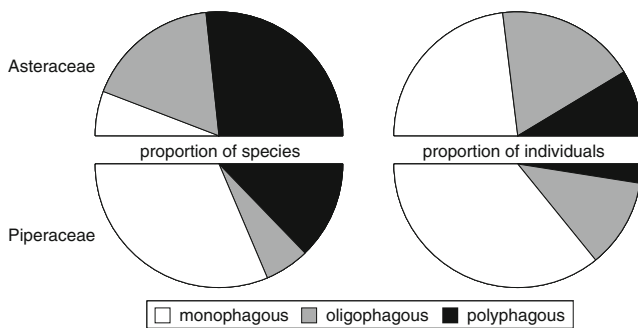 Asteraceae
proportion of species proportion of individuals
Piperaceae
monophagous oligophagous polyphagous